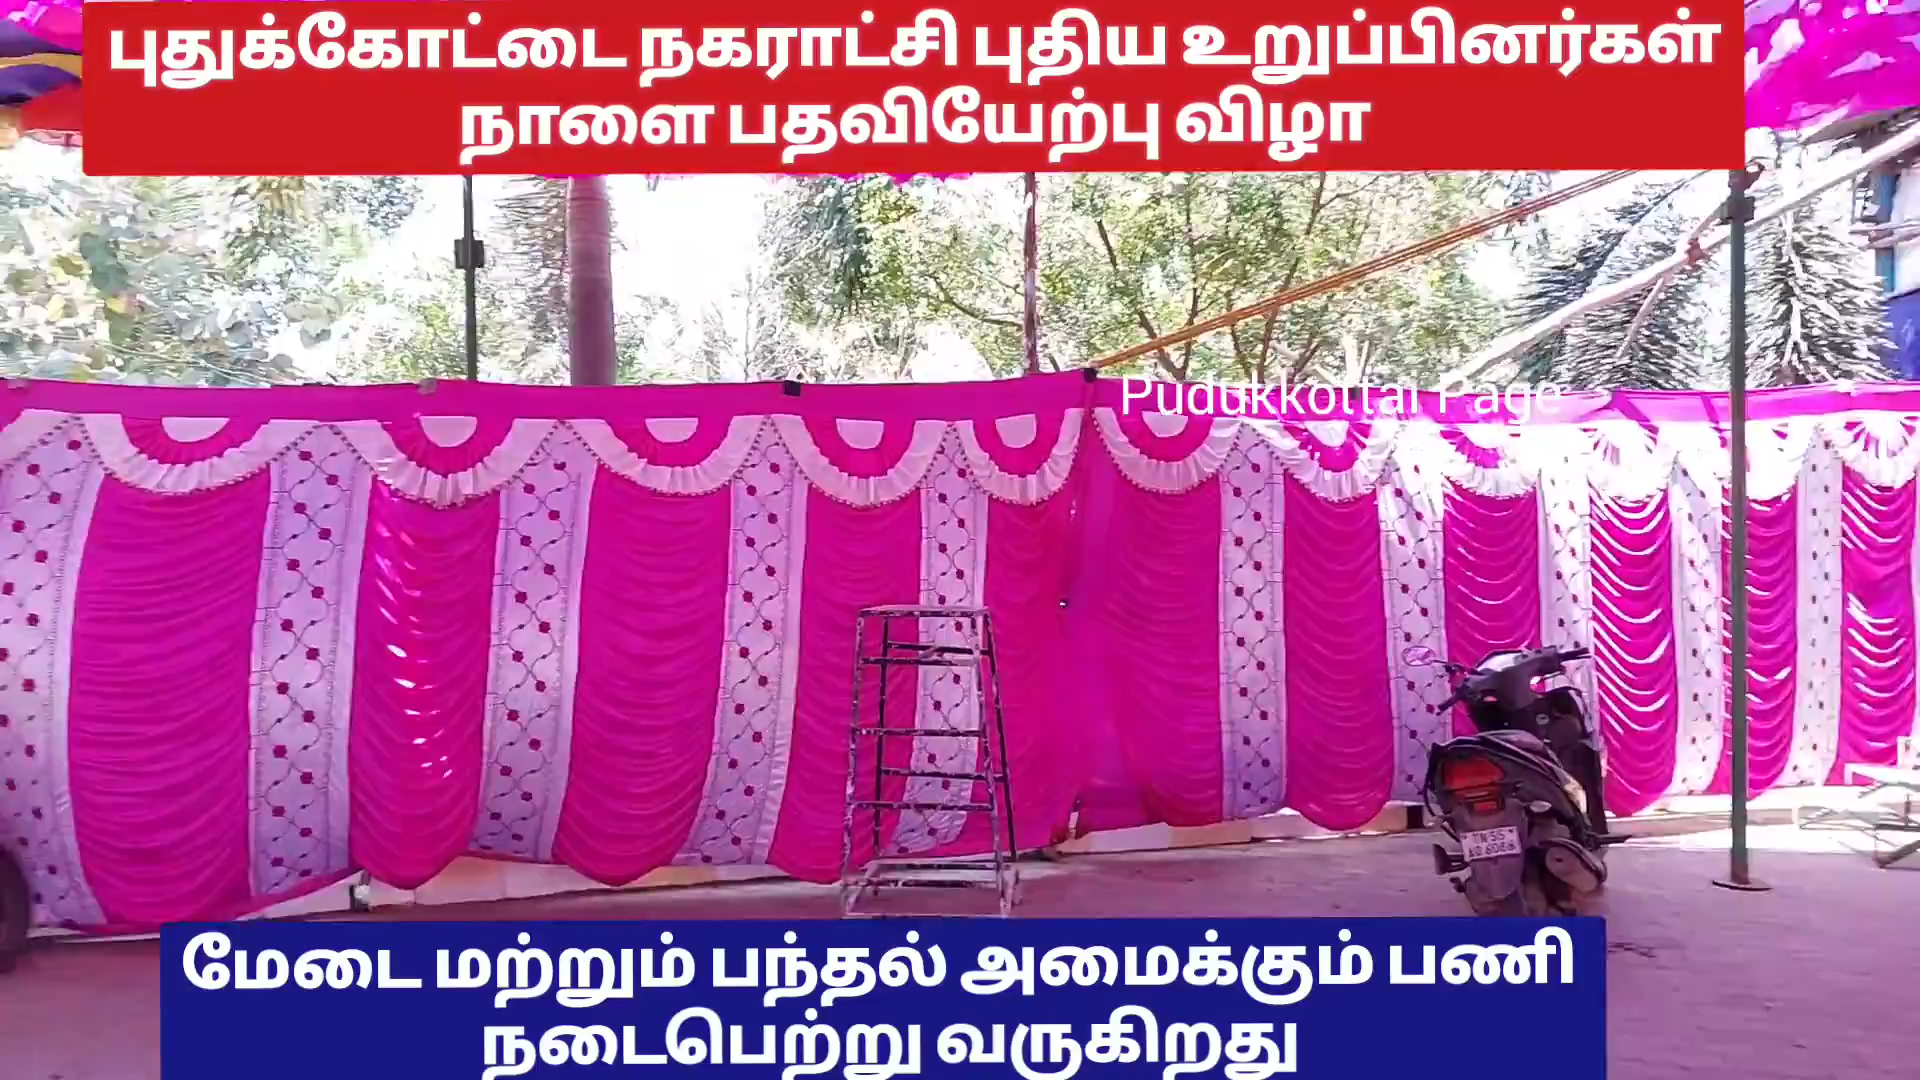 புதுக்கோட்டை நகராட்சி புதிய உறுப்பினர்கள்
நாளை பதவியேற்பு விழா
Pudukkottai Page
மேடை மற்றும் பந்தல் அமைக்கும் பணி
நடைபெற்று வருகிறது